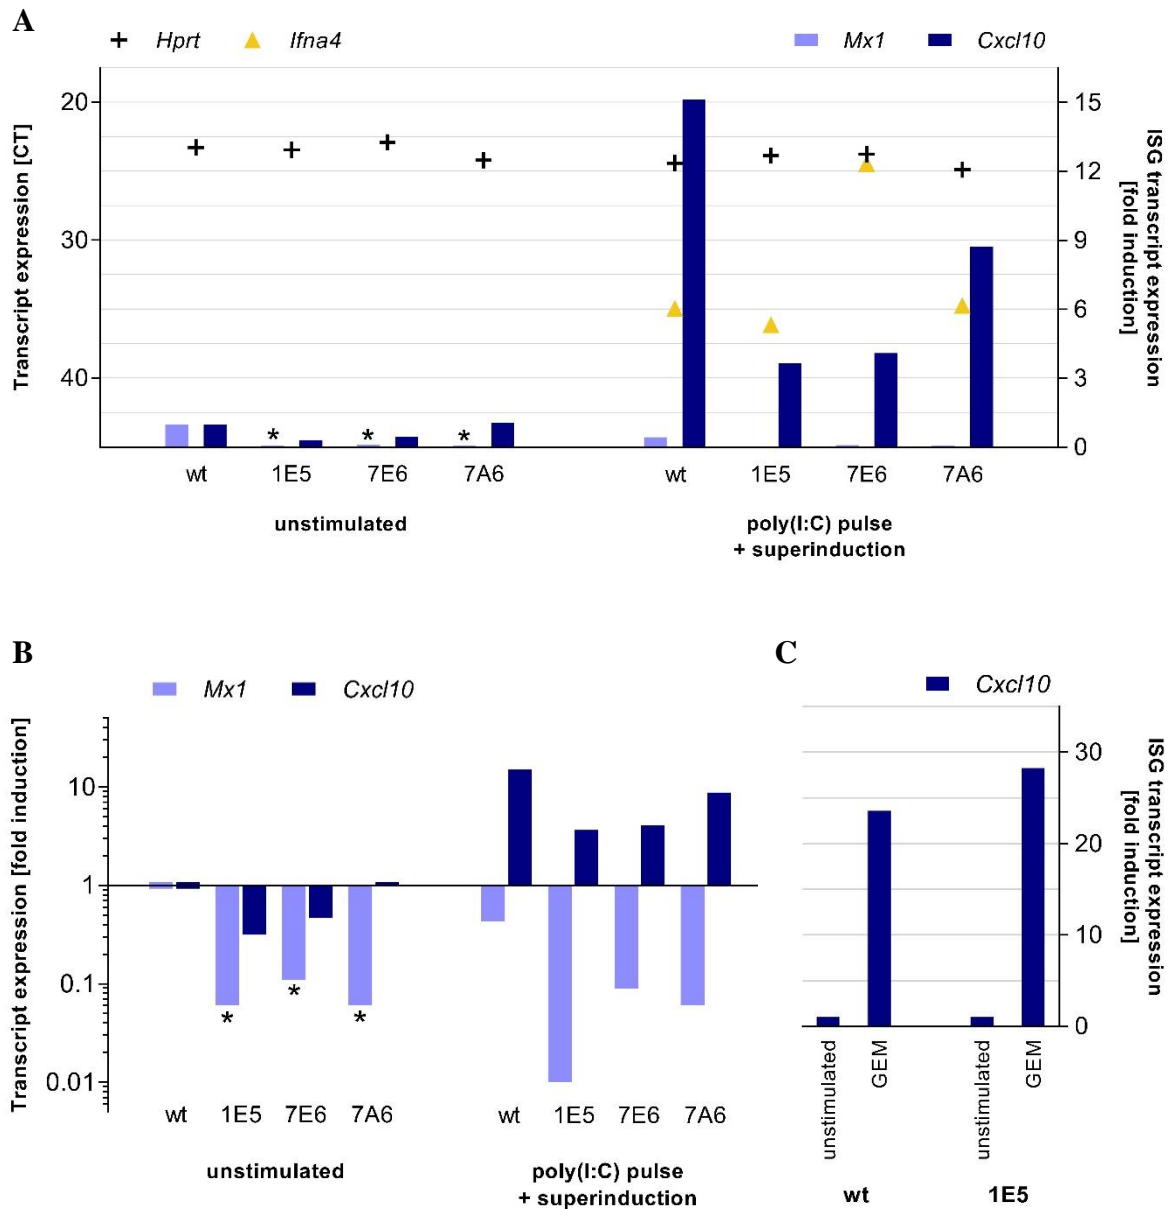 A
Hprt Ifna4 Mx1 Cxcl10
Transcript expression [CT]
20
30
40
15
12
9
6
3
0
ISG transcript expression
[fold induction]
* * *
wt 1E5 7E6 7A6 wt 1E5 7E6 7A6
unstimulated
poly(I:C) pulse
+ superinduction
B
Mx1 Cxcl10
Transcript expression [fold induction]
10
1
0.1
0.01
* * *
wt 1E5 7E6 7A6 wt 1E5 7E6 7A6
unstimulated
poly(I:C) pulse
+ superinduction
C
Cxcl10
30
20
10
0
ISG transcript expression
[fold induction]
unstimulated
GEM
unstimulated
GEM
wt 1E5